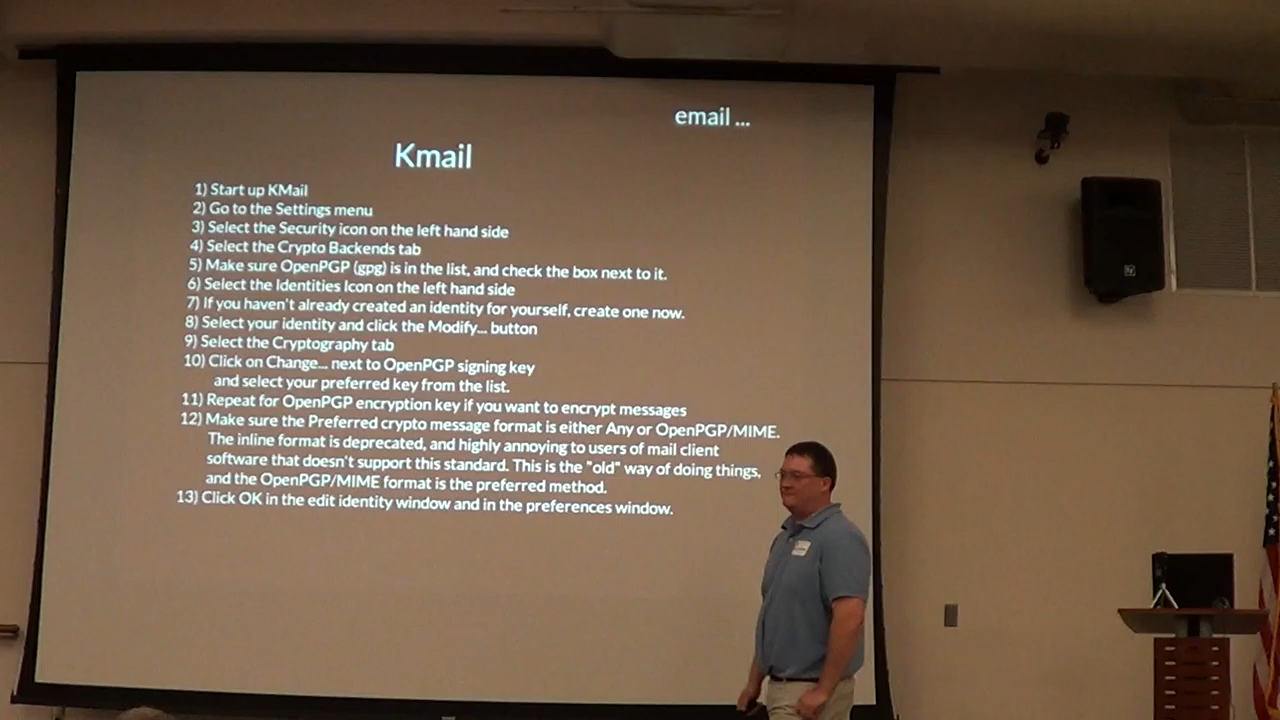 email ...
Kmail
1) Start up KMail
2) Go to the Settings menu
3) Select the Security icon on the left hand side
4) Select the Crypto Backends tab
5) Make sure OpenPGP (gpg) is in the list, and check the box next to it.
6) Select the Identities Icon on the left hand side
7) If you haven't already created an identity for yourself, create one now.
8) Select your identity and click the Modify... button
9) Select the Cryptography tab
10) Click on Change... next to OpenPGP signing key
and select your preferred key from the list.
11) Repeat for OpenPGP encryption key if you want to encrypt messages
12) Make sure the Preferred crypto message format is either Any or OpenPGP/MIME.
The inline format is deprecated, and highly annoying to users of mail client
software that doesn't support this standard. This is the "old" way of doing things,
and the OpenPGP/MIME format is the preferred method.
13) Click OK in the edit identity window and in the preferences window.